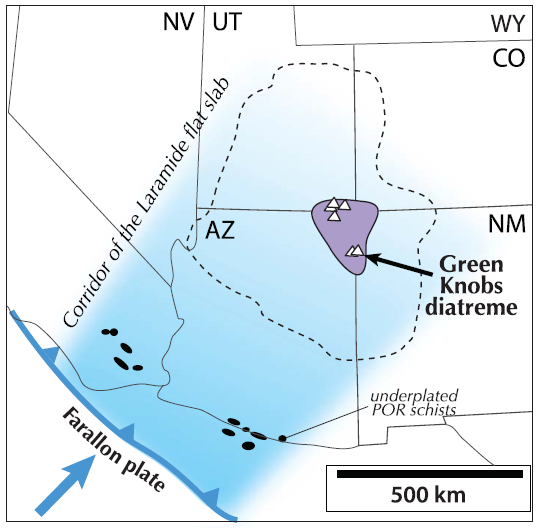 NV
UT
WY
CO
Corridor of the Laramide flat slab
AZ
NM
Green
Knobs
diatreme
underplated
POR schists
Farallon plate
500 km